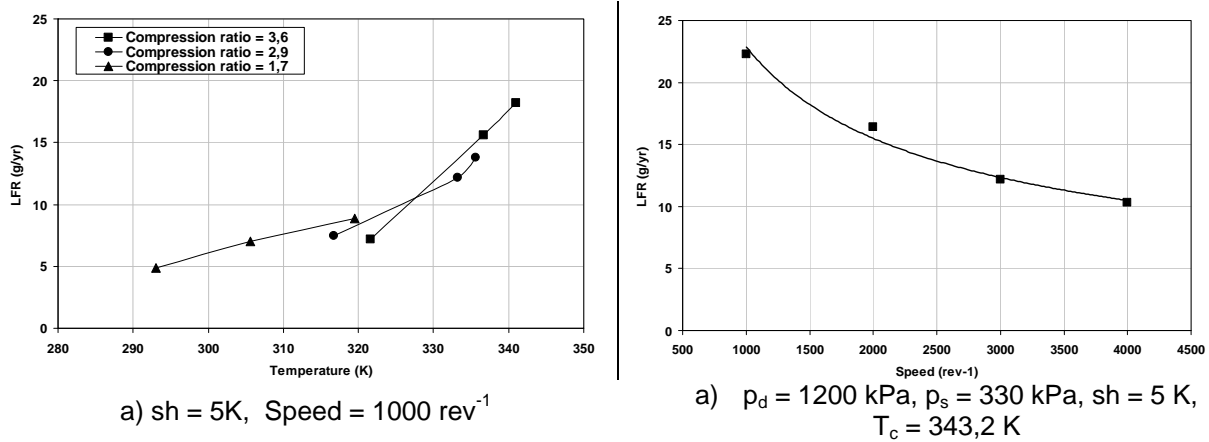 25
20
15
10
5
0
LFR (g/yr)
Compression ratio = 3,6
Compression ratio = 2,9
Compression ratio = 1,7
280 290 300 310 320 330 340 350
Temperature (K)
a) sh = 5K, Speed = 1000 rev-1
25
20
15
10
5
0
LFR (g/yr)
500 1000 1500 2000 2500 3000 3500 4000 4500
Speed (rev-1)
a) pd = 1200 kPa, ps = 330 kPa, sh = 5 K,
Tc = 343,2 K